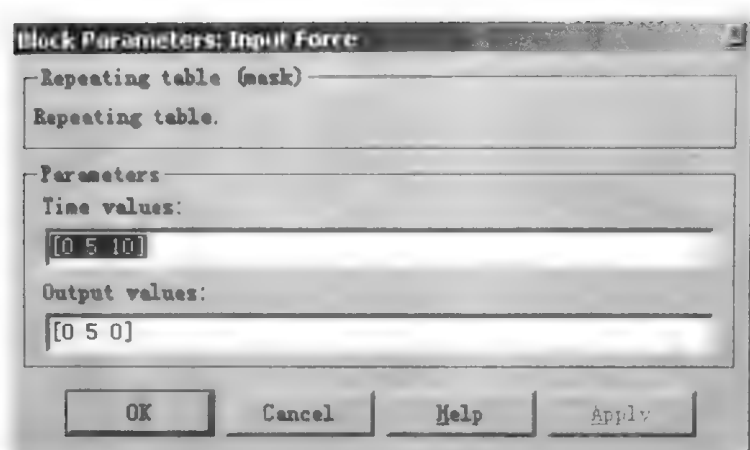 Block Parameters: Input Force
Repeating table (mask)
Repeating table.
Parameters
Time values:
[0 5 10]
Output values:
[0 5 0]
OK
Cancel
Help
Apply